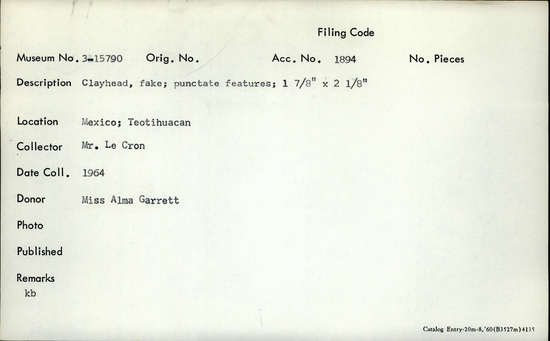 Filing Code
Museum No. 3-15790 Orig. No. Acc. No. 1894 No. Pieces
Description Clayhead, fake; punctate features; 1 7/8" x 2 1/8"
Location Mexico; Teotihuacan
Collector Mr. Le Cron
Date Coll. 1964
Donor Miss Alma Garrett
Photo
Published
Remarks
kb
Catalog Entry-20m-8,'60(B3527m)4135